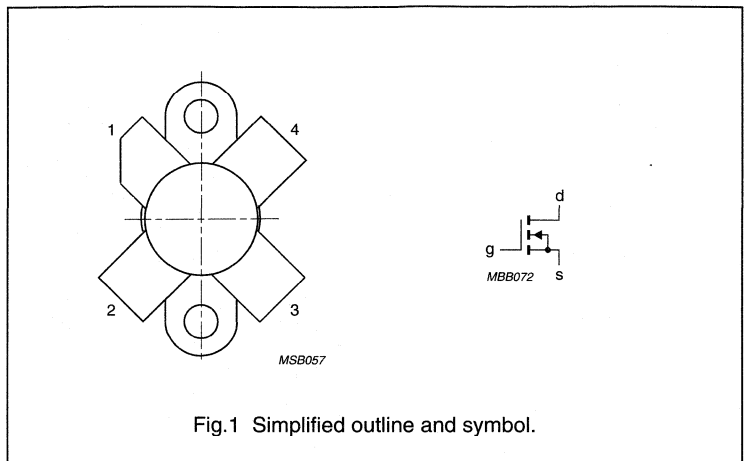 1
4
d
g
MBB072
s
2
3
MSB057
Fig.1 Simplified outline and symbol.